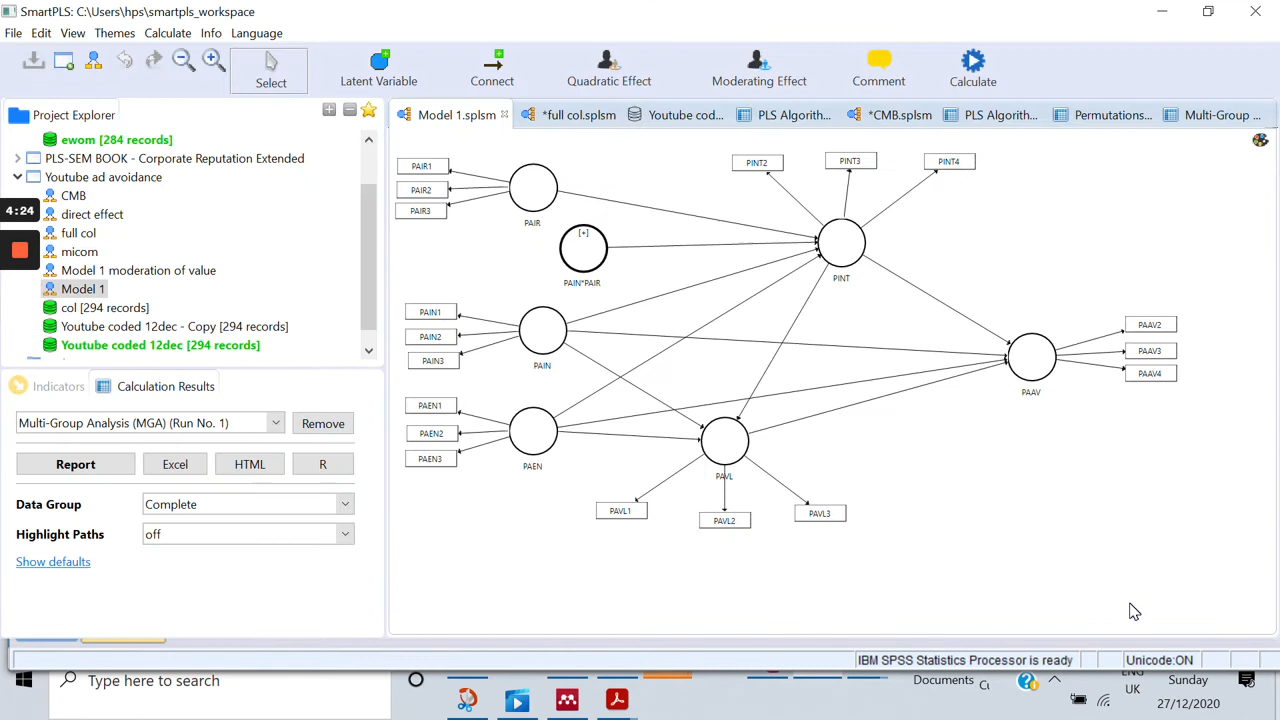 SmartPLS: C:\Users\hps\smartpls_workspace
File Edit View Themes Calculate Info Language
Select
Latent Variable
Connect
Quadratic Effect
Moderating Effect
Comment
Calculate
Project Explorer
ewom [284 records]
PLS-SEM BOOK - Corporate Reputation Extended
Youtube ad avoidance
CMB
direct effect
full col
micom
Model 1 moderation of value
Model 1
col [294 records]
Youtube coded 12dec - Copy [294 records]
Youtube coded 12dec [294 records]
4:24
Indicators
Calculation Results
Multi-Group Analysis (MGA) (Run No. 1)
Remove
Report
Excel
HTML
R
Data Group
Complete
Highlight Paths
off
Show defaults
Model 1.splsm
*full col.splsm
Youtube cod...
PLS Algorith...
*CMB.splsm
PLS Algorith...
Permutations...
Multi-Group ...
PAIR1
PAIR2
PAIR3
PAIR
[+]
PAIN*PAIR
PINT2
PINT3
PINT4
PINT
PAIN1
PAIN2
PAIN3
PAIN
PAEN1
PAEN2
PAEN3
PAEN
PAVL
PAVL1
PAVL2
PAVL3
PAAV2
PAAV3
PAAV4
PAAV
IBM SPSS Statistics Processor is ready
Unicode:ON
Type here to search
Documents
ENG
UK
Sunday
27/12/2020